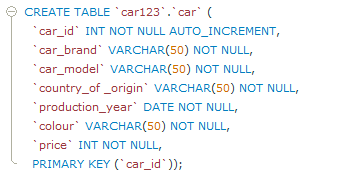 CREATE TABLE `car123`.`car` (
`car_id` INT NOT NULL AUTO_INCREMENT,
`car_brand` VARCHAR(50) NOT NULL,
`car_model` VARCHAR(50) NOT NULL,
`country_of _origin` VARCHAR(50) NOT NULL,
`production_year` DATE NOT NULL,
`colour` VARCHAR(50) NOT NULL,
`price` INT NOT NULL,
PRIMARY KEY (`car_id`));